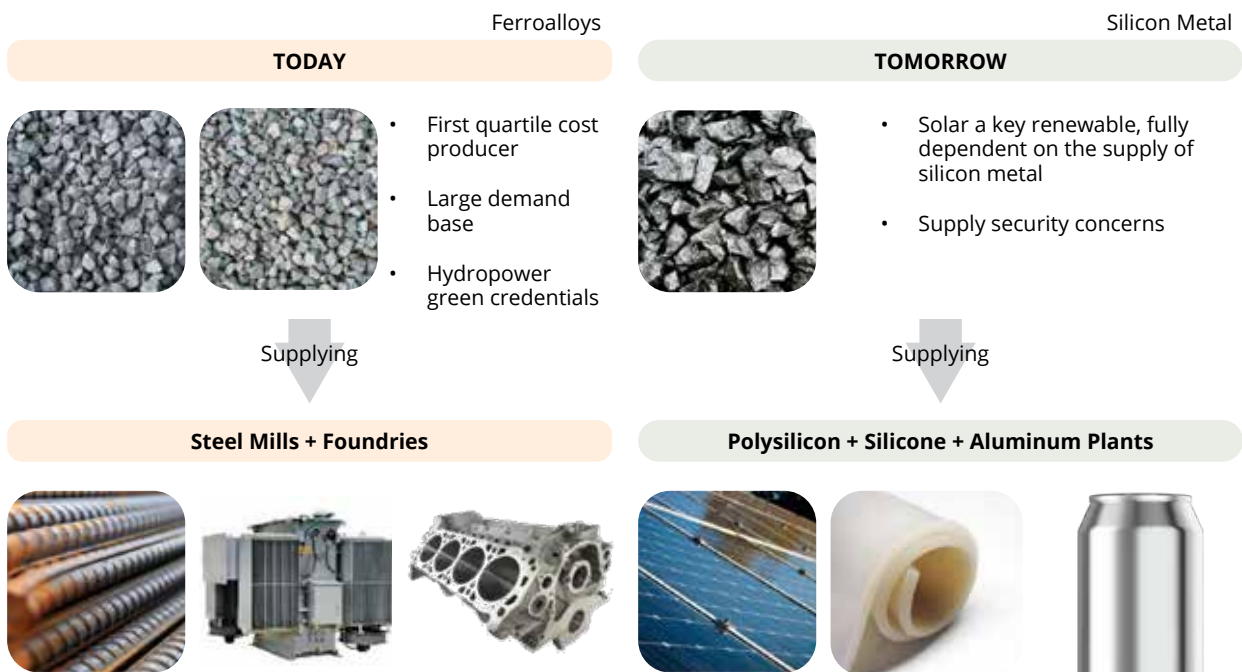 Ferroalloys
TODAY
• First quartile cost
producer
• Large demand
base
• Hydropower
green credentials
Supplying
Steel Mills + Foundries
Silicon Metal
TOMORROW
• Solar a key renewable, fully
dependent on the supply of
silicon metal
• Supply security concerns
Supplying
Polysilicon + Silicone + Aluminum Plants